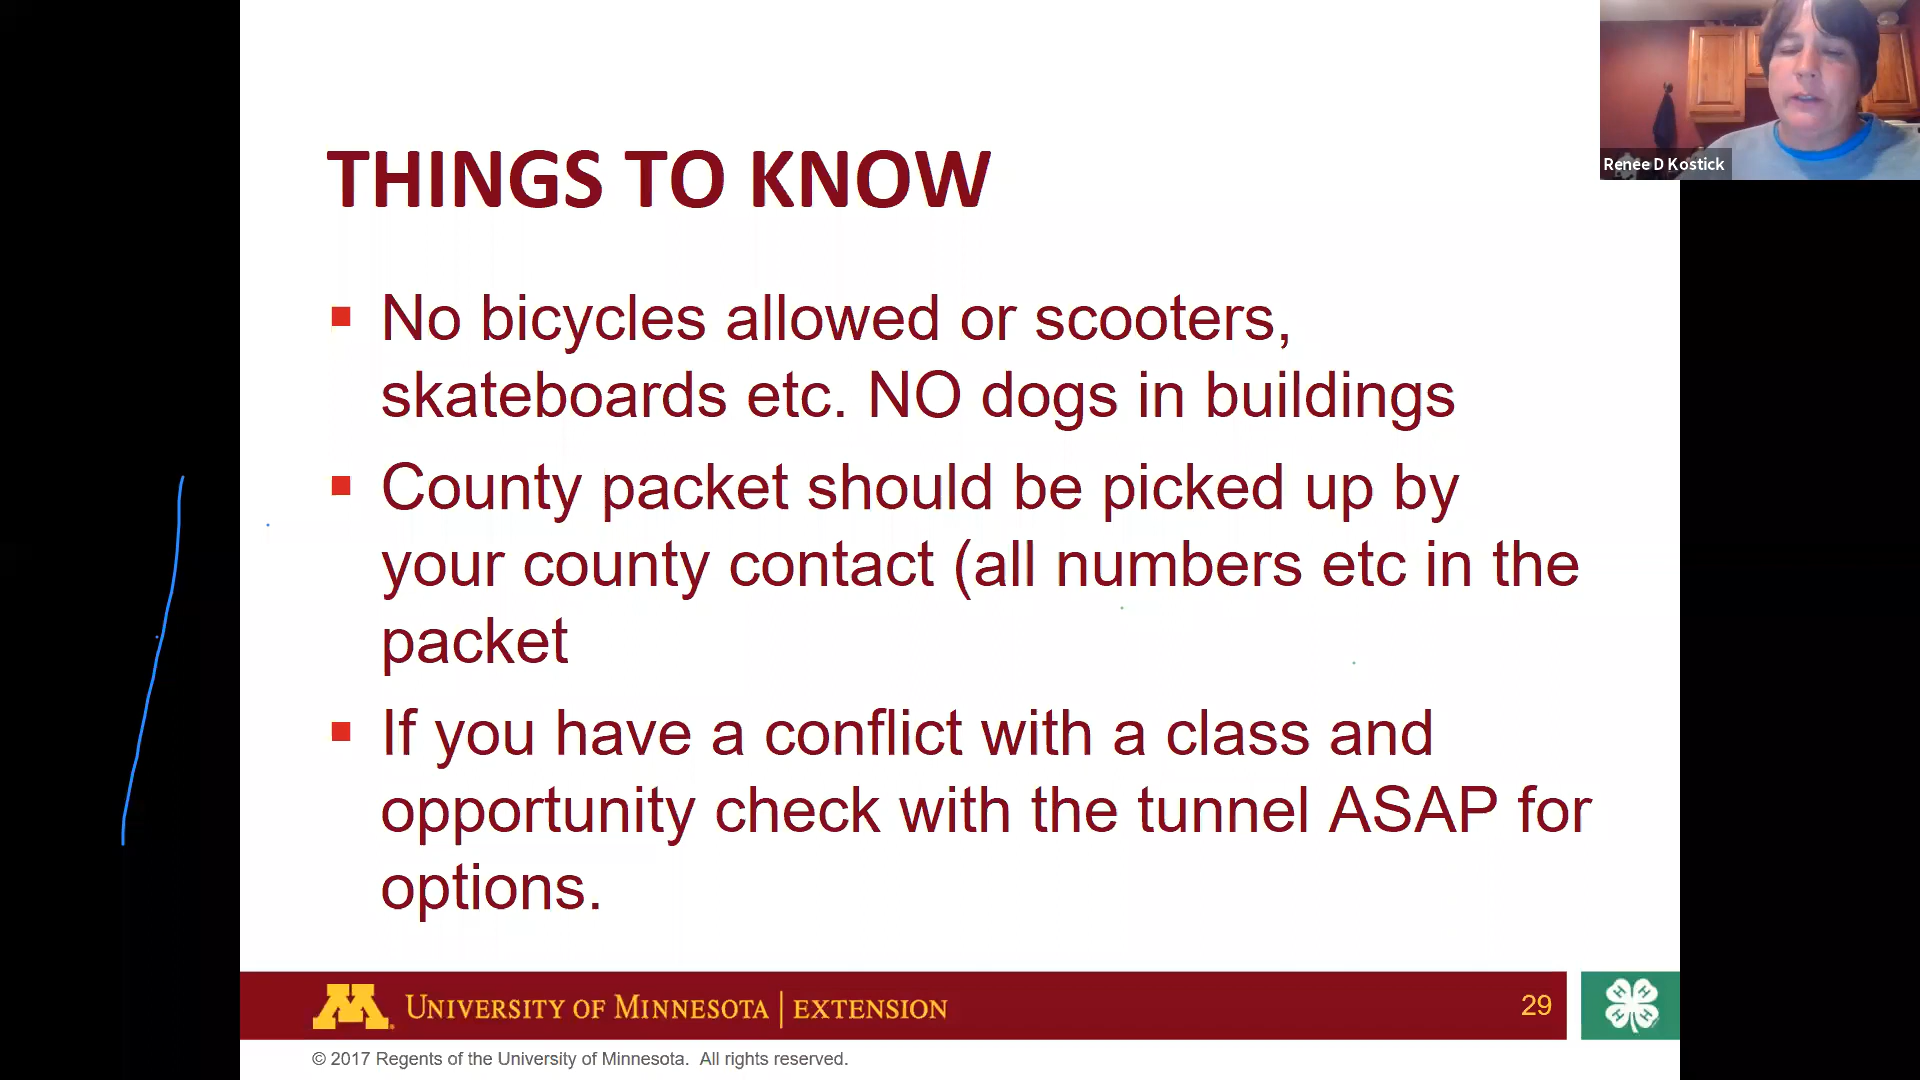 Renee D Kostick
THINGS TO KNOW
No bicycles allowed or scooters,
skateboards etc. NO dogs in buildings
County packet should be picked up by
your county contact (all numbers etc in the
packet
If you have a conflict with a class and
opportunity check with the tunnel ASAP for
options.
M UNIVERSITY OF MINNESOTA | EXTENSION
29
H H H H
© 2017 Regents of the University of Minnesota. All rights reserved.